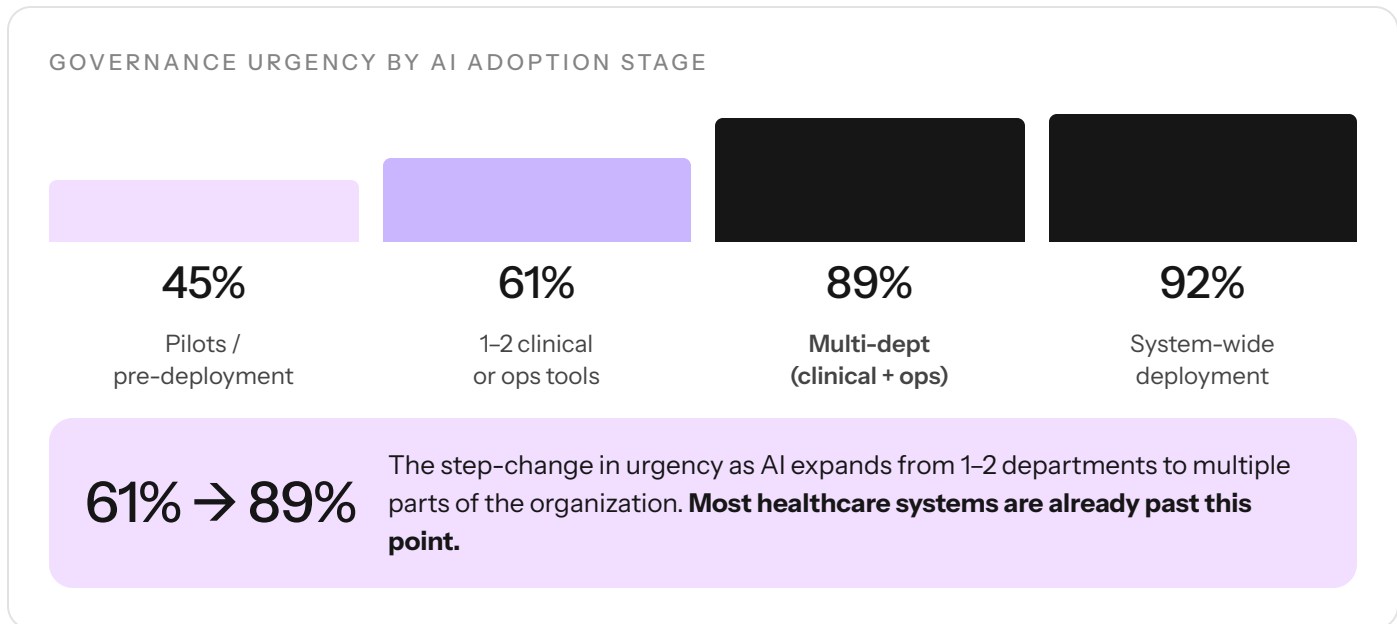 GOVERNANCE URGENCY BY AI ADOPTION STAGE
45%
61%
89%
92%
Pilots /
pre-deployment
1–2 clinical
or ops tools
Multi-dept
(clinical + ops)
System-wide
deployment
61% → 89%
The step-change in urgency as AI expands from 1–2 departments to multiple
parts of the organization. Most healthcare systems are already past this
point.